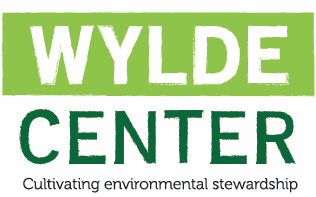 WYLDE
CENTER
Cultivating environmental stewardship